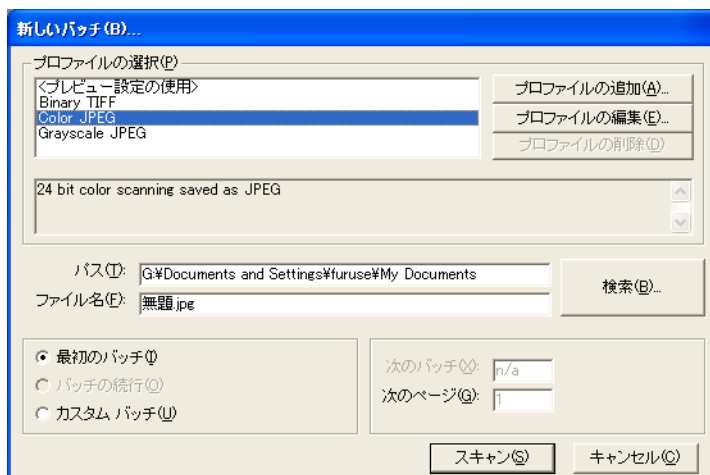 新しいバッチ(B)...
プロファイルの選択(P)
<プレビュー設定の使用>
Binary TIFF
Color JPEG
Grayscale JPEG
プロファイルの追加(A)...
プロファイルの編集(E)...
プロファイルの削除(D)
24 bit color scanning saved as JPEG
パス(T): G:¥Documents and Settings¥furuse¥My Documents
ファイル名(F): 無題.jpg
検索(B)...
最初のバッチ(I)
バッチの続行(O)
カスタム バッチ(U)
次のバッチ(X): n/a
次のページ(G): 1
スキャン(S)
キャンセル(C)